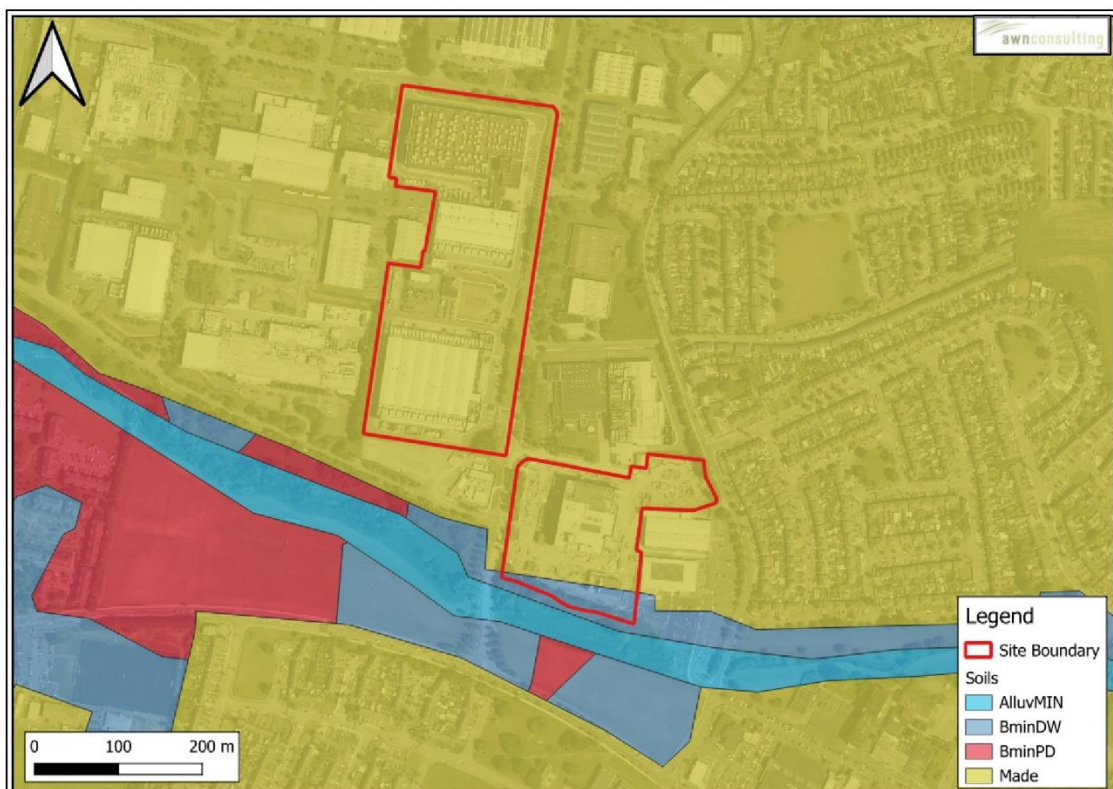 awnconsulting
Legend
Site Boundary
Soils
AlluvMIN
BminDW
BminPD
Made
0 100 200 m